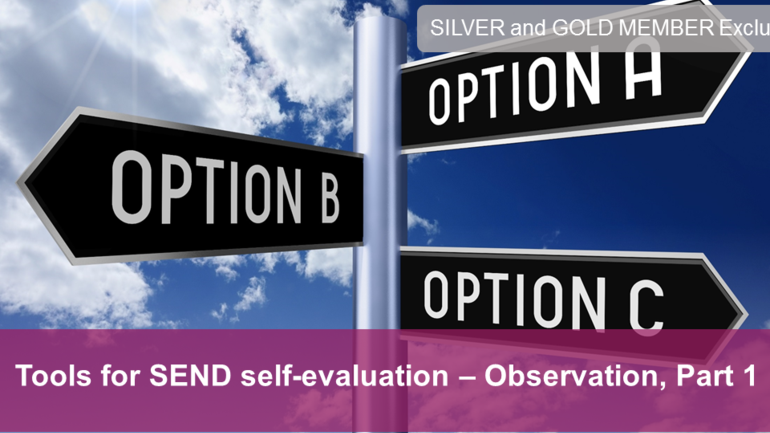 SILVER and GOLD MEMBER Exclu
OPTION A
OPTION B
OPTION C
Tools for SEND self-evaluation – Observation, Part 1